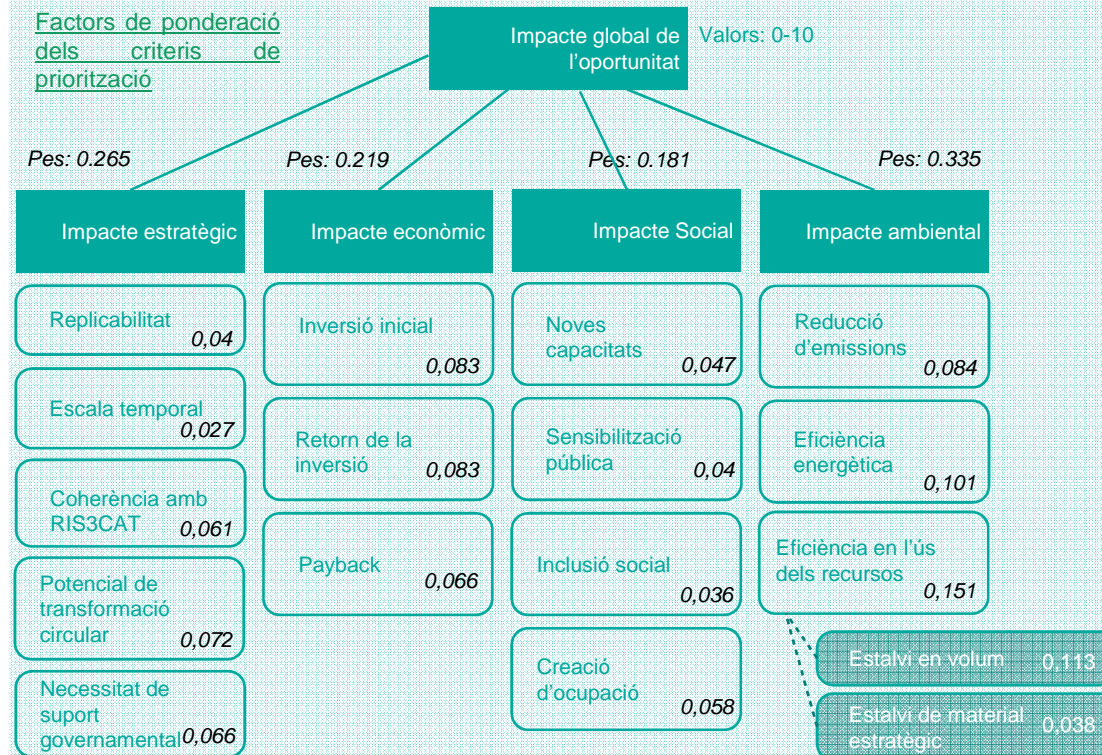 Factors de ponderació
dels criteris de
priorització
Impacte global de
l'oportunitat
Valors: 0-10
Pes: 0.265
Pes: 0.219
Pes: 0.181
Pes: 0.335
Impacte estratègic
Impacte econòmic
Impacte Social
Impacte ambiental
Replicabilitat
0,04
Escala temporal
0,027
Coherència amb
RIS3CAT
0,061
Potencial de
transformació
circular
0,072
Necessitat de
suport
governamental
0,066
Inversió inicial
0,083
Retorn de la
inversió
0,083
Payback
0,066
Noves
capacitats
0,047
Sensibilització
pública
0,04
Inclusió social
0,036
Creació
d'ocupació
0,058
Reducció
d'emissions
0,084
Eficiència
energètica
0,101
Eficiència en l'ús
dels recursos
0,151
Estalvi en volum 0,113
Estalvi de material
estratègic
0,038